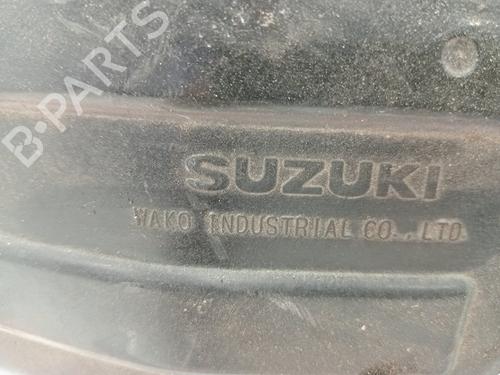 B-PARTS
SUZUKI
WAKO INDUSTRIAL CO., LTD